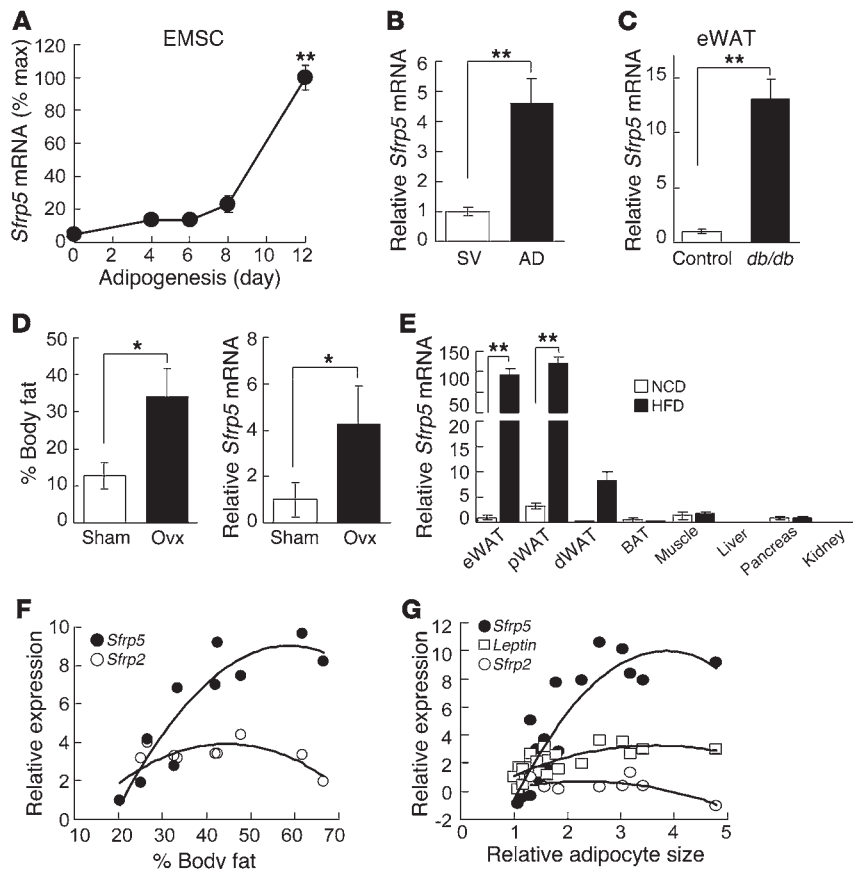 A
EMSC
Sfrp5 mRNA (% max)
120
100
80
60
40
20
0
**
0 2 4 6 8 10 12
Adipogenesis (day)
B
Relative Sfrp5 mRNA
6
5
4
3
2
1
0
**
SV AD
C
eWAT
Relative Sfrp5 mRNA
15
10
5
0
**
Control db/db
D
% Body fat
50
40
30
20
10
0
*
Sham Ovx
Relative Sfrp5 mRNA
8
6
4
2
0
*
Sham Ovx
E
Relative Sfrp5 mRNA
150
100
50
20
15
10
5
0
** **
NCD
HFD
eWAT pWAT dWAT BAT Muscle Liver Pancreas Kidney
F
Relative expression
10
8
6
4
2
0
Sfrp5
Sfrp2
10 20 30 40 50 60 70
% Body fat
G
Relative expression
12
10
8
6
4
2
0
-2
Sfrp5
Leptin
Sfrp2
0 1 2 3 4 5
Relative adipocyte size